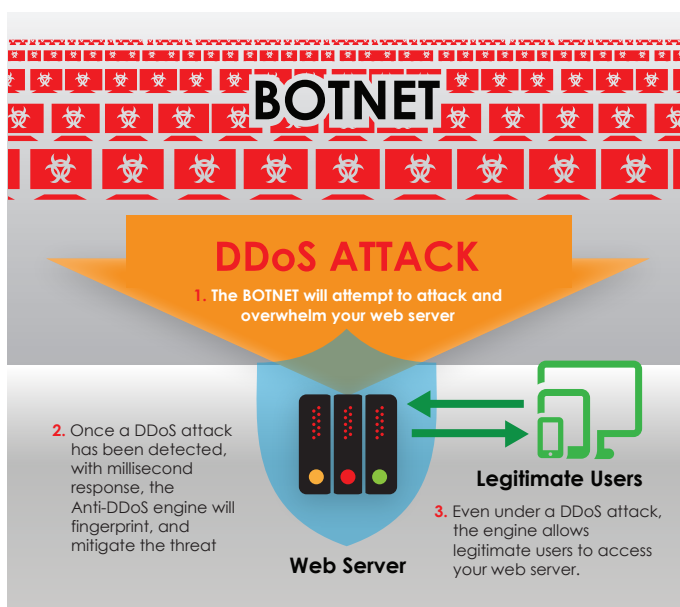 BOTNET
DDoS ATTACK
1. The BOTNET will attempt to attack and
overwhelm your web server
2. Once a DDoS attack
has been detected,
with millisecond
response, the
Anti-DDoS engine will
fingerprint, and
mitigate the threat
Web Server
Legitimate Users
3. Even under a DDoS attack,
the engine allows
legitimate users to access
your web server.